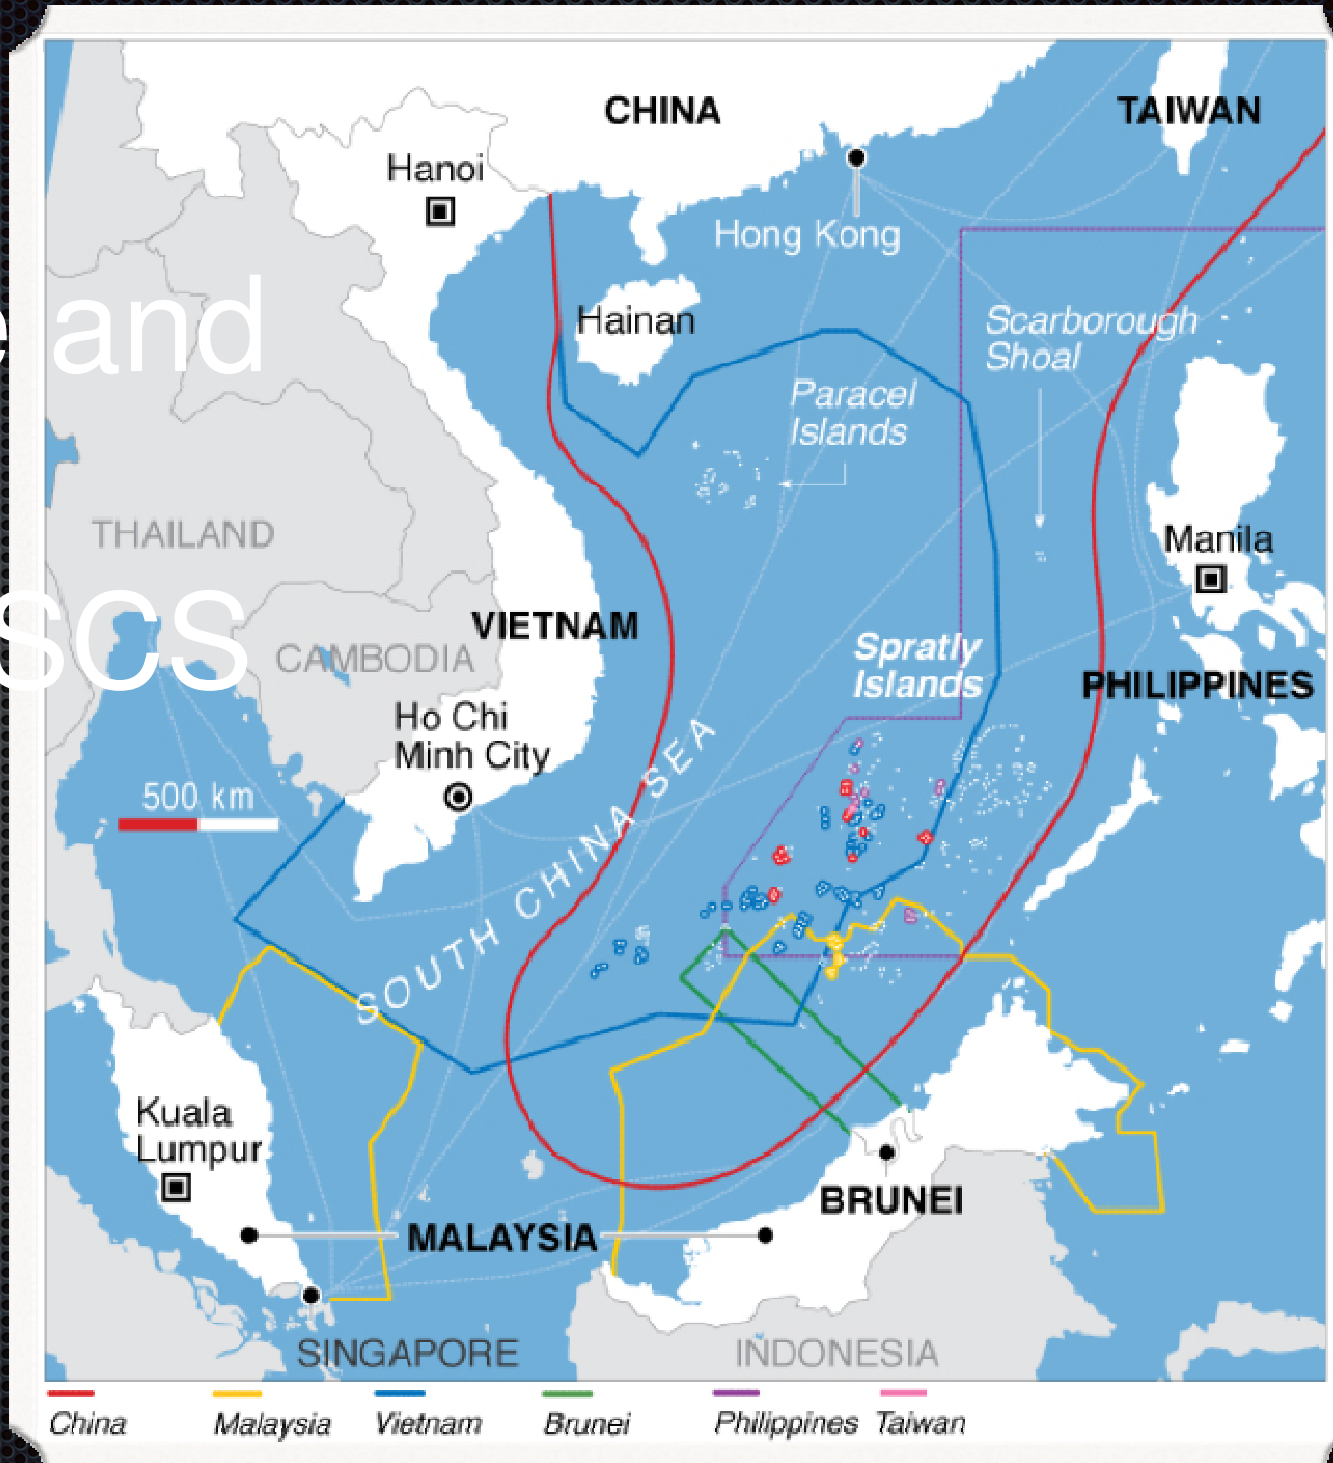 CHINA
TAIWAN
Hanoi
Hong Kong
and
Hainan
Scarborough
Shoal
Paracel
Islands
THAILAND
Manila
SCS
VIETNAM
CAMBODIA
Spratly
Islands
PHILIPPINES
Ho Chi
Minh City
500 km
SOUTH CHINA SEA
Kuala
Lumpur
BRUNEI
MALAYSIA
SINGAPORE
INDONESIA
China
Malaysia
Vietnam
Brunei
Philippines
Taiwan